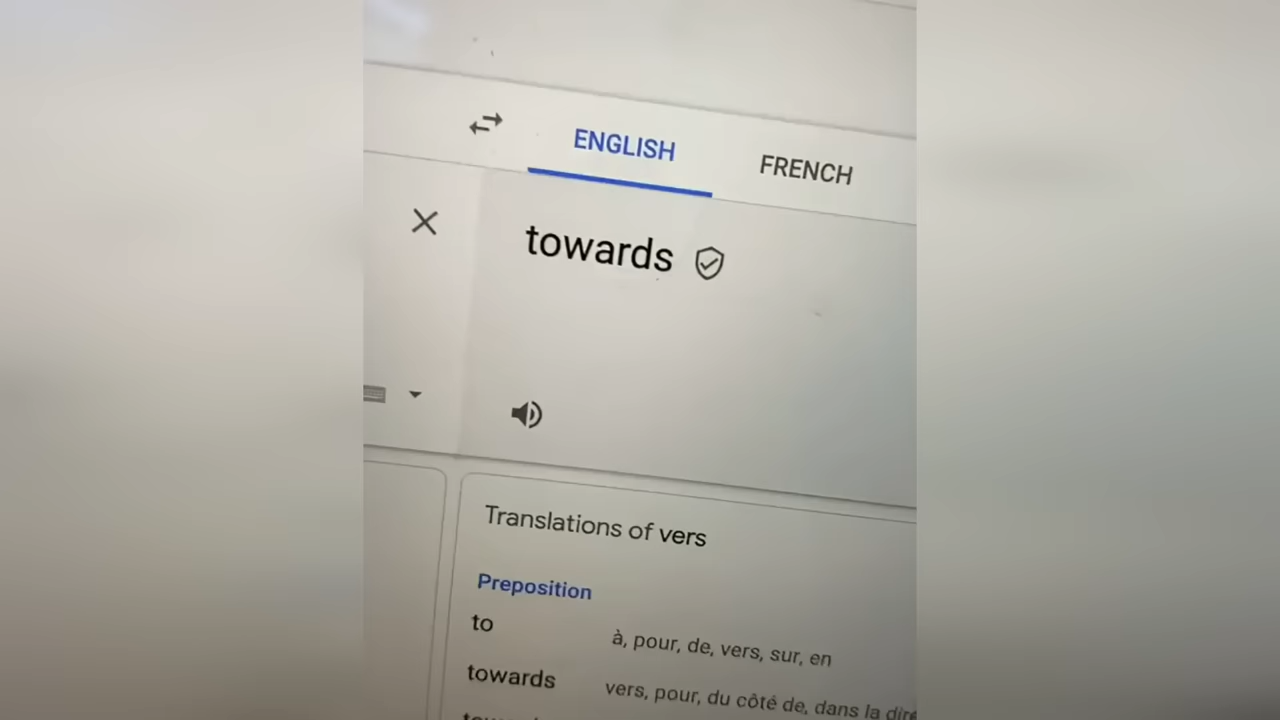 ENGLISH FRENCH
towards
Translations of vers
Preposition
to à, pour, de, vers, sur, en
towards vers, pour, du côté de, dans la